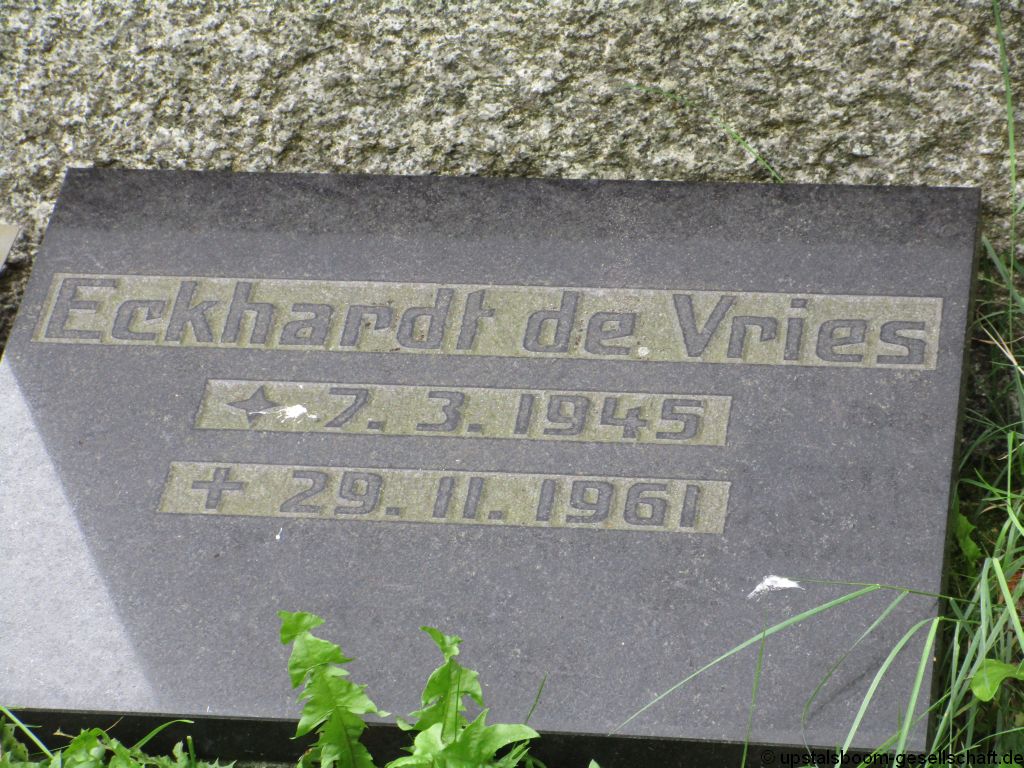 Eckhardt de Vries
✦ 7. 3. 1945
✝ 29. 11. 1961
© upstalsboom-gesellschaft.de